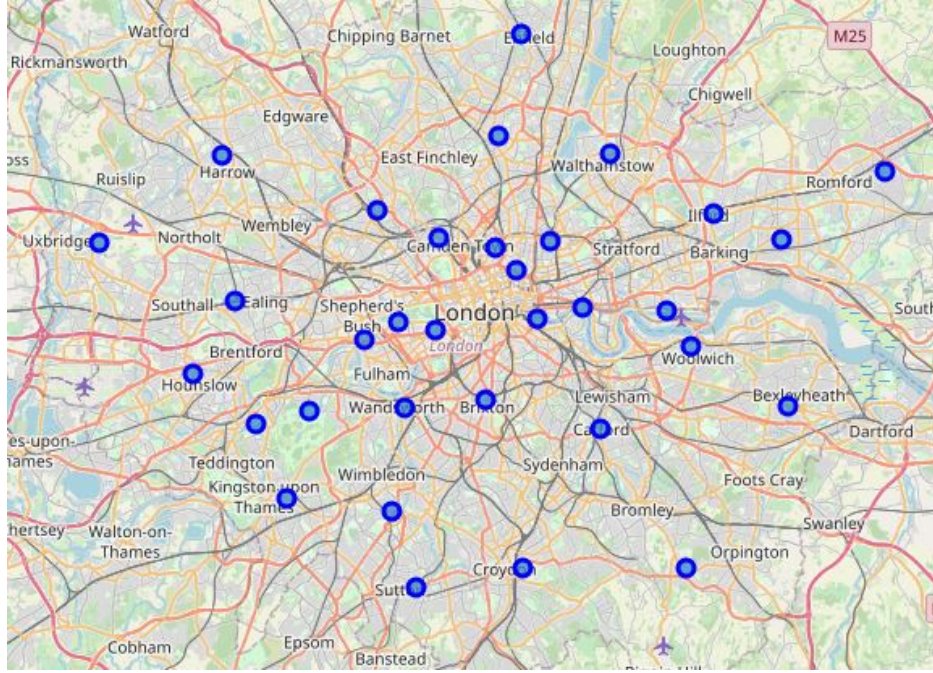 Watford
Chipping Barnet
Enfield
M25
Rickmansworth
Loughton
Chigwell
Edgware
East Finchley
Walthamstow
oss
Ruislip
Harrow
Romford
Ilford
Uxbridge
Northolt
Wembley
Camden Town
Stratford
Barking
Southall
Ealing
Shepherd's
Bush
London
South
London
Brentford
Woolwich
Hounslow
Fulham
Wandsworth
Brixton
Lewisham
Bexleyheath
es-upon-
hames
Catford
Dartford
Teddington
Wimbledon
Sydenham
Kingston upon
Thames
Foots Cray
hertsey
Walton-on-
Thames
Bromley
Swanley
Orpington
Croydon
Sutton
Cobham
Epsom
Banstead